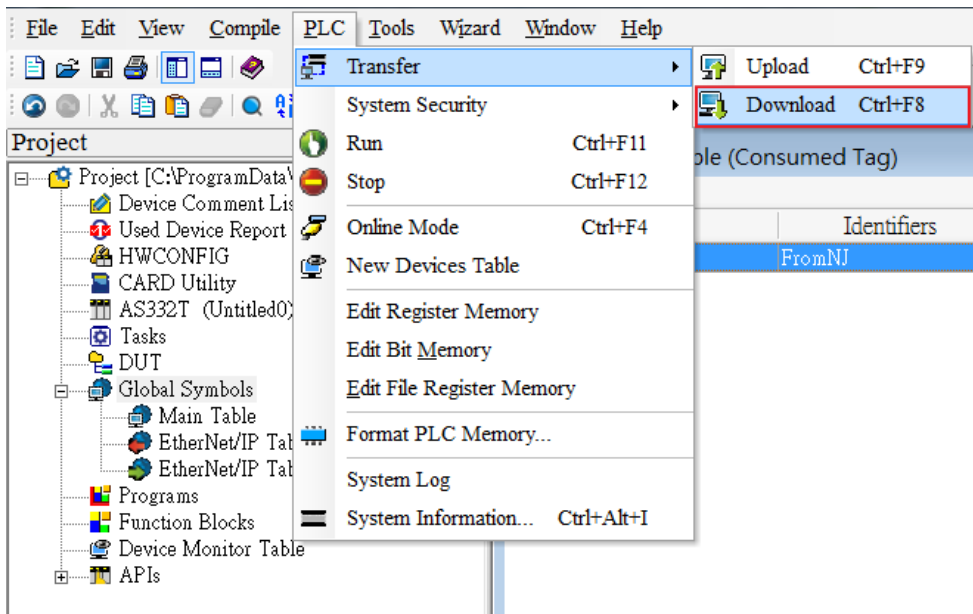 File Edit View Compile PLC Tools Wizard Window Help
Transfer
Upload Ctrl+F9
System Security
Download Ctrl+F8
Project
Run Ctrl+F11
ble (Consumed Tag)
Project [C:\ProgramData\
Stop Ctrl+F12
Device Comment Lis
Used Device Report
Online Mode Ctrl+F4
Identifiers
HWCONFIG
New Devices Table
FromNJ
CARD Utility
AS332T (Untitled0)
Edit Register Memory
Tasks
Edit Bit Memory
DUT
Global Symbols
Edit File Register Memory
Main Table
EtherNet/IP Tab
Format PLC Memory...
EtherNet/IP Tab
System Log
Programs
Function Blocks
System Information... Ctrl+Alt+I
Device Monitor Table
APIs